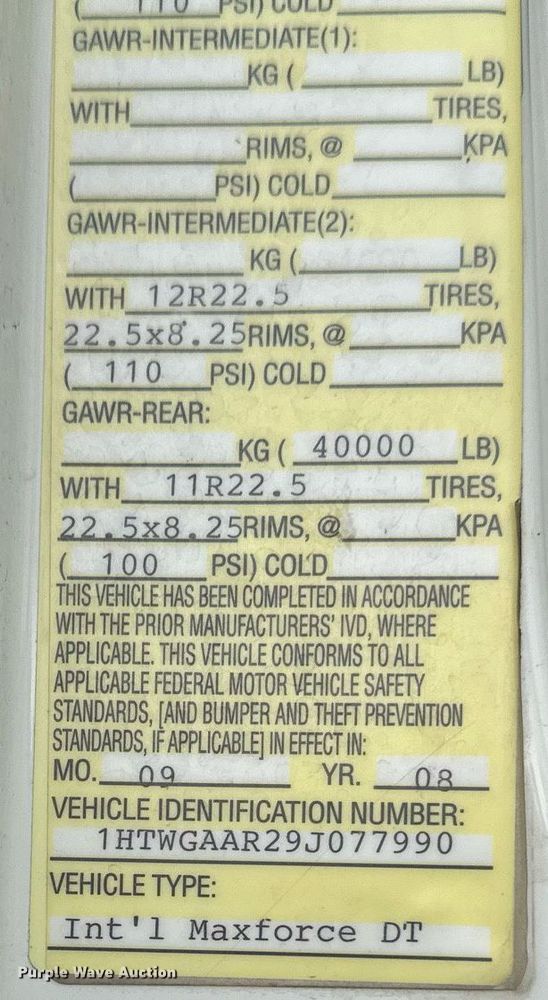 ( 110 PSI) COLD
GAWR-INTERMEDIATE(1):
KG ( LB)
WITH TIRES,
RIMS, @ KPA
( PSI) COLD
GAWR-INTERMEDIATE(2):
KG ( LB)
WITH 12R22.5 TIRES,
22.5x8.25RIMS, @ KPA
( 110 PSI) COLD
GAWR-REAR:
KG ( 40000 LB)
WITH 11R22.5 TIRES,
22.5x8.25RIMS, @ KPA
( 100 PSI) COLD
THIS VEHICLE HAS BEEN COMPLETED IN ACCORDANCE
WITH THE PRIOR MANUFACTURERS' IVD, WHERE
APPLICABLE. THIS VEHICLE CONFORMS TO ALL
APPLICABLE FEDERAL MOTOR VEHICLE SAFETY
STANDARDS, [AND BUMPER AND THEFT PREVENTION
STANDARDS, IF APPLICABLE] IN EFFECT IN:
MO. 09 YR. 08
VEHICLE IDENTIFICATION NUMBER:
1HTWGAAR29J077990
VEHICLE TYPE:
Int'l Maxforce DT
Purple Wave Auction